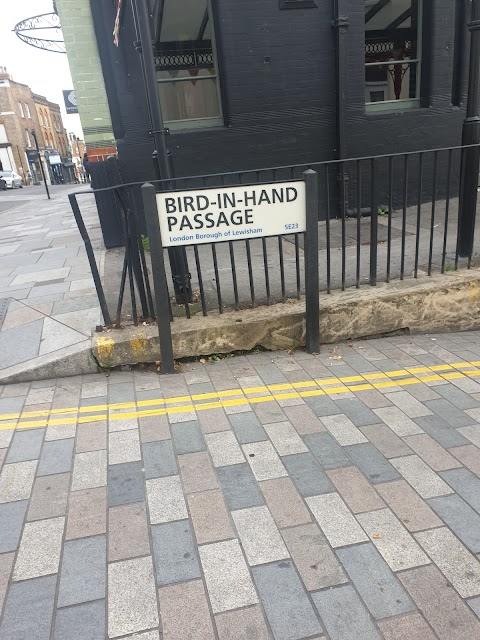 BIRD-IN-HAND
PASSAGE
London Borough of Lewisham SE23